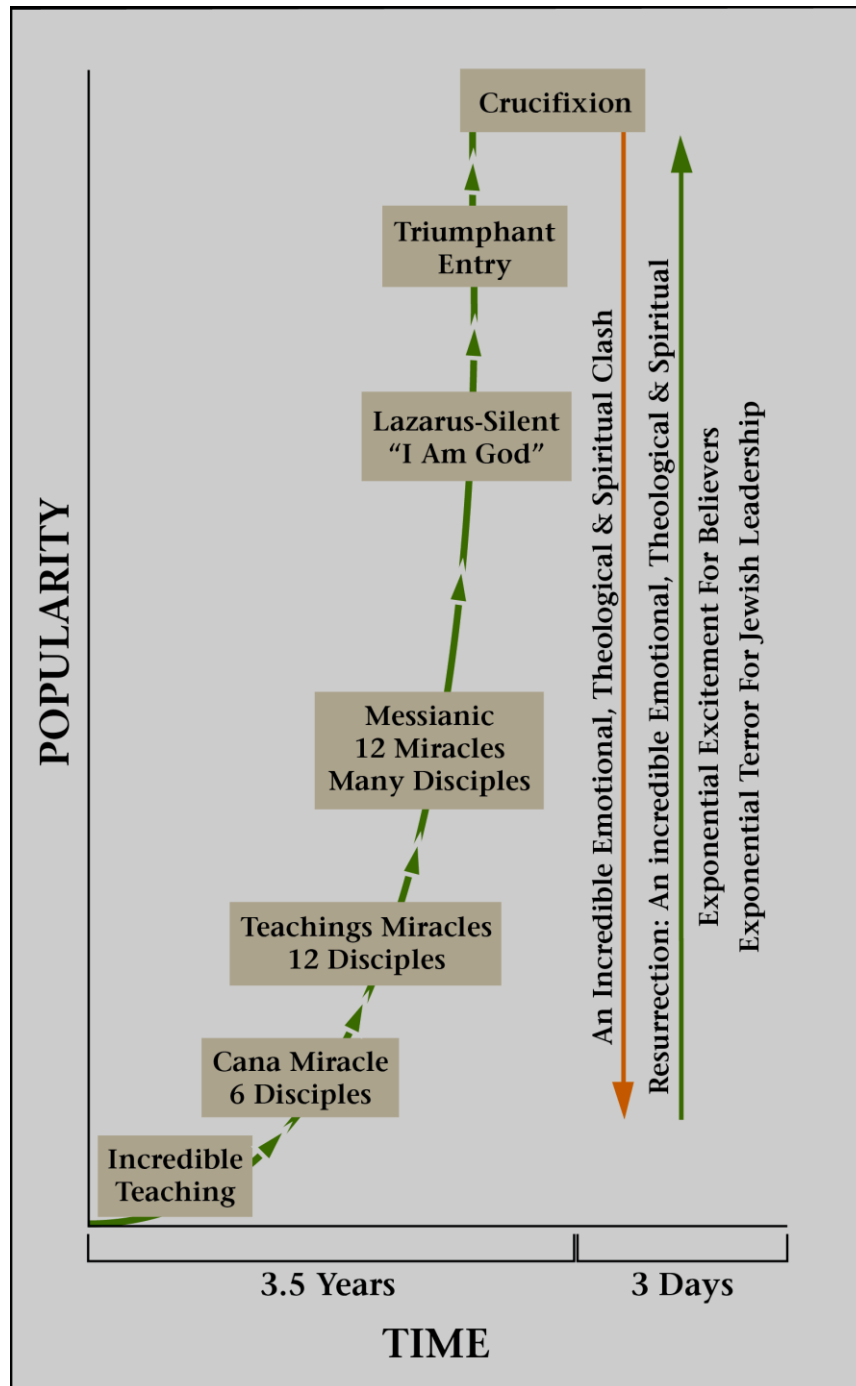 Crucifixion
Triumphant
Entry
Lazarus-Silent
“I Am God”
Messianic
12 Miracles
Many Disciples
Teachings Miracles
12 Disciples
Cana Miracle
6 Disciples
Incredible
Teaching
POPULARITY
An Incredible Emotional, Theological & Spiritual Clash
Resurrection: An incredible Emotional, Theological & Spiritual
Exponential Excitement For Believers
Exponential Terror For Jewish Leadership
3.5 Years
3 Days
TIME